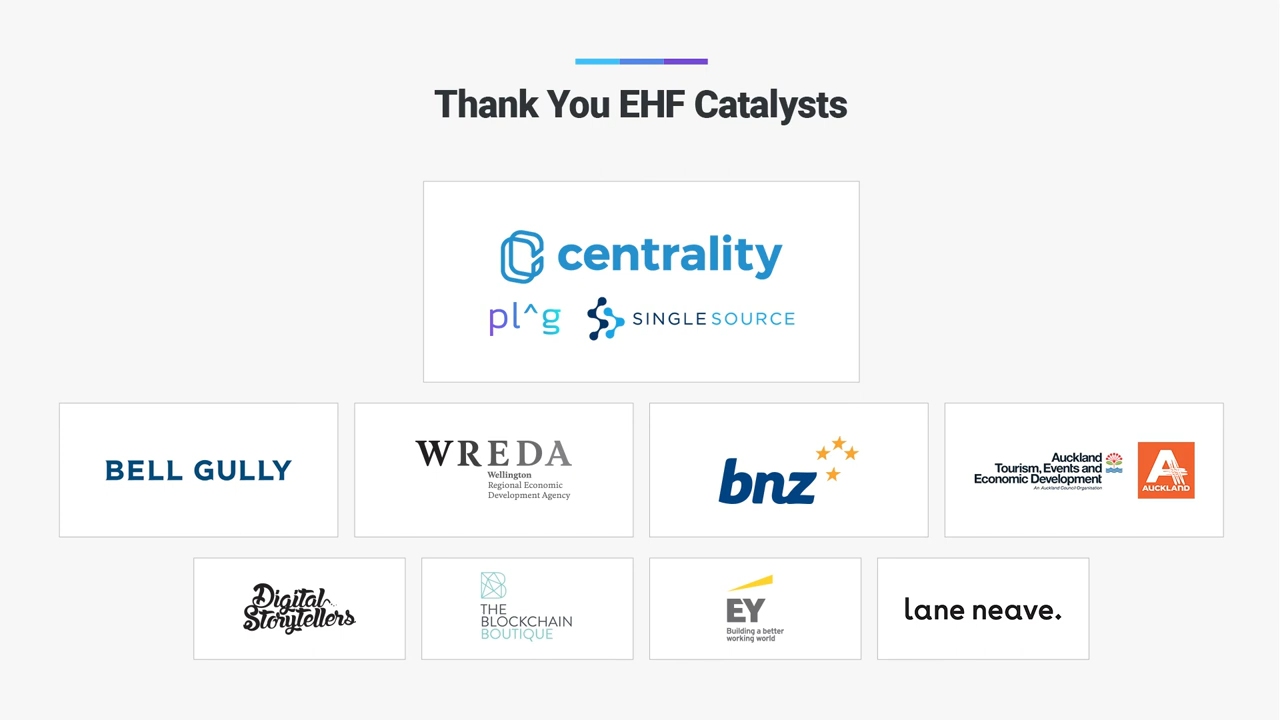 Thank You EHF Catalysts
centrality
pl^g
SINGLESOURCE
BELL GULLY
WREDA
Wellington
Regional Economic
Development Agency
bnz
Auckland
Tourism, Events and
Economic Development
An Auckland Council Organisation
AUCKLAND
Digital
Storytellers
THE
BLOCKCHAIN
BOUTIQUE
EY
Building a better
working world
lane neave.